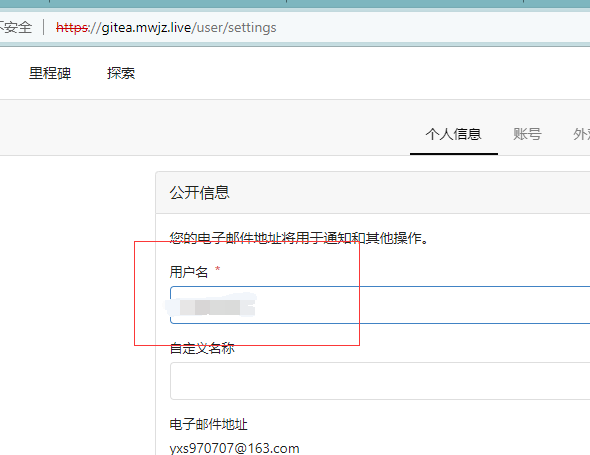 不安全 https://gitea.mwjz.live/user/settings
里程碑 探索
个人信息 账号
公开信息
您的电子邮件地址将用于通知和其他操作。
用户名 *
自定义名称
电子邮件地址
yxs970707@163.com